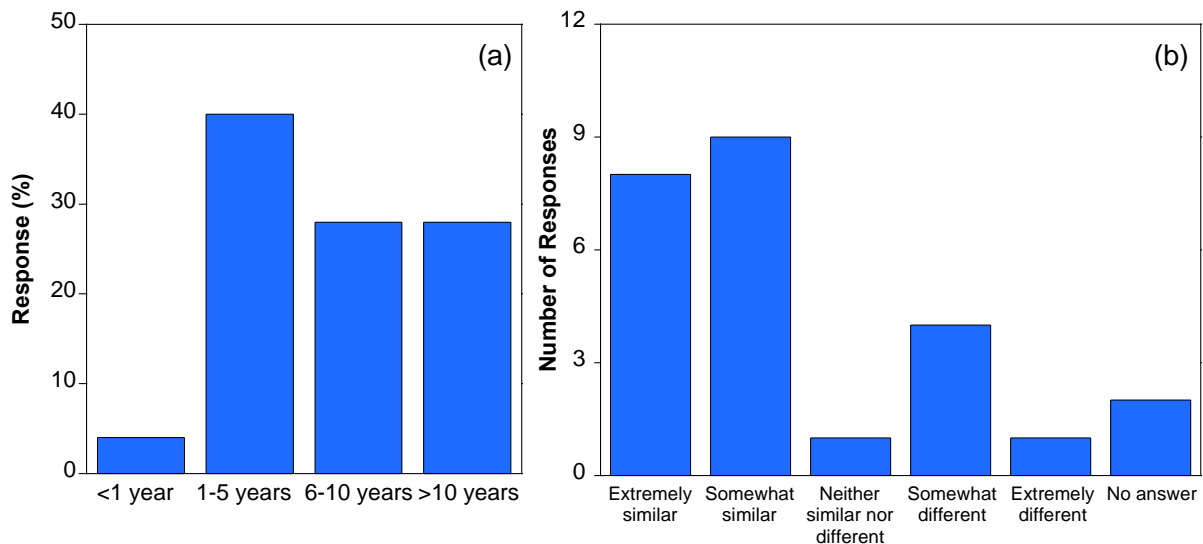 (a)
Response (%)
50
40
30
20
10
0
<1 year
1-5 years
6-10 years
>10 years
(b)
Number of Responses
12
9
6
3
0
Extremely
similar
Somewhat
similar
Neither
similar nor
different
Somewhat
different
Extremely
different
No answer